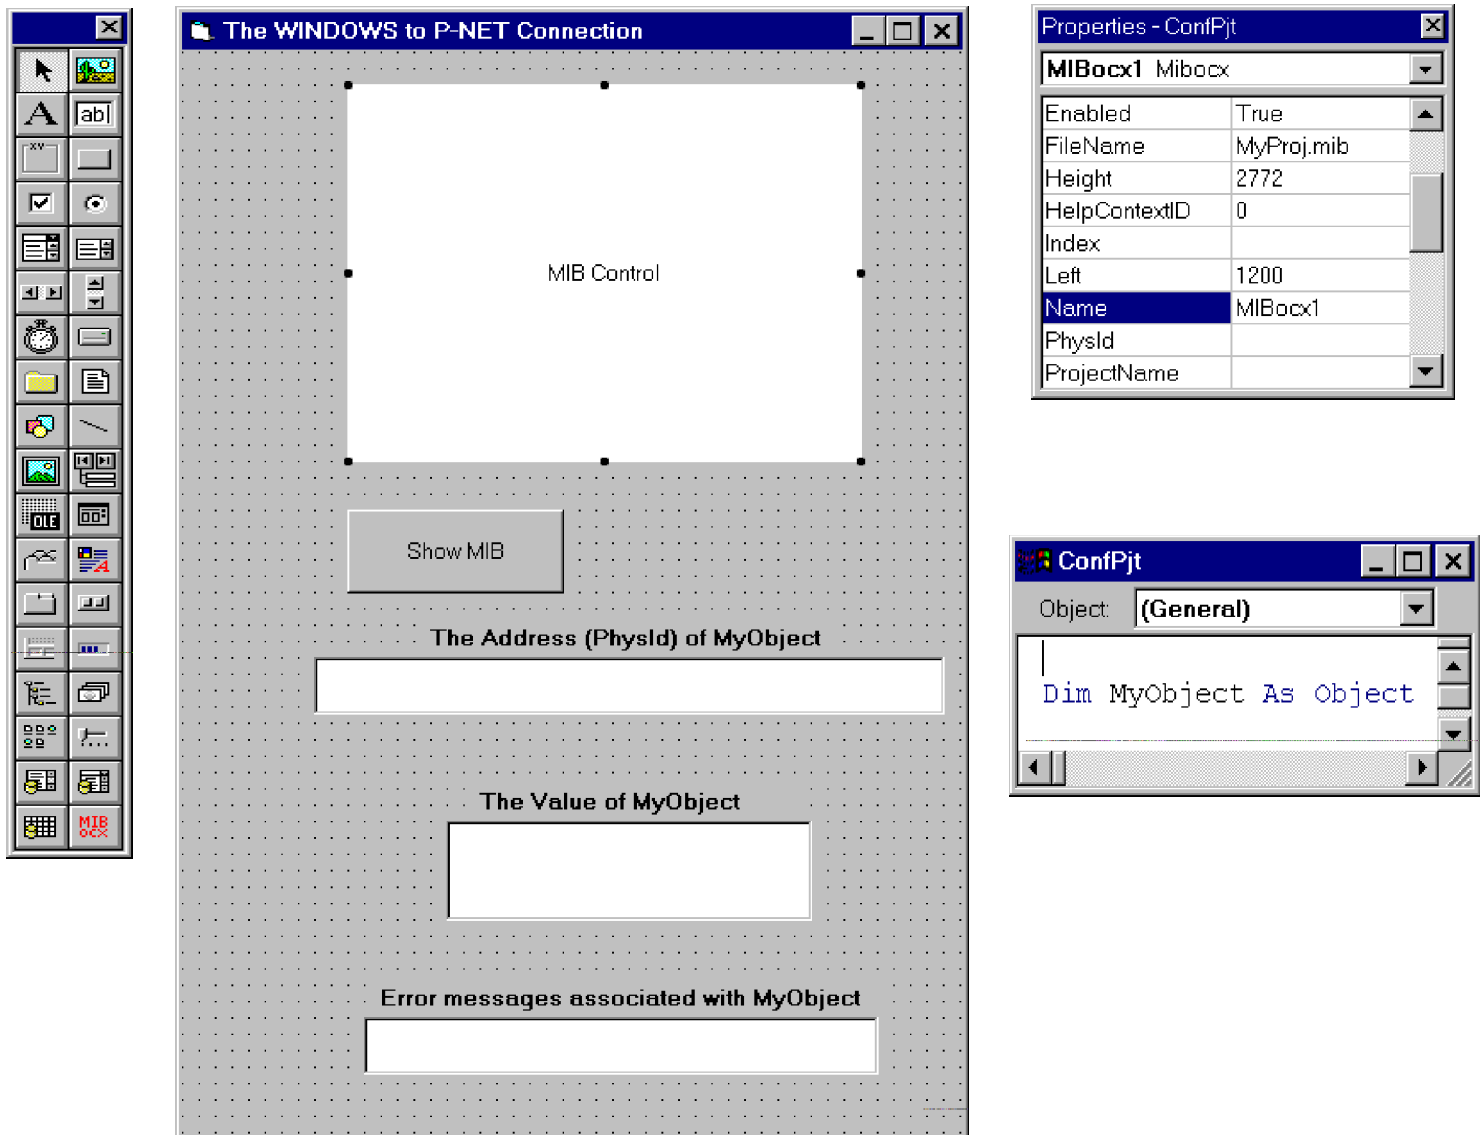 The WINDOWS to P-NET Connection
MIB Control
Show MIB
The Address (PhysId) of MyObject
The Value of MyObject
Error messages associated with MyObject
A
ab|
XV
OLE
A
MIB
OCX
Properties - ConfPjt
MIBocx1 Mibocx
Enabled True
FileName MyProj.mib
Height 2772
HelpContextID 0
Index
Left 1200
Name MIBocx1
PhysId
ProjectName
ConfPjt
Object: (General)
Dim MyObject As Object